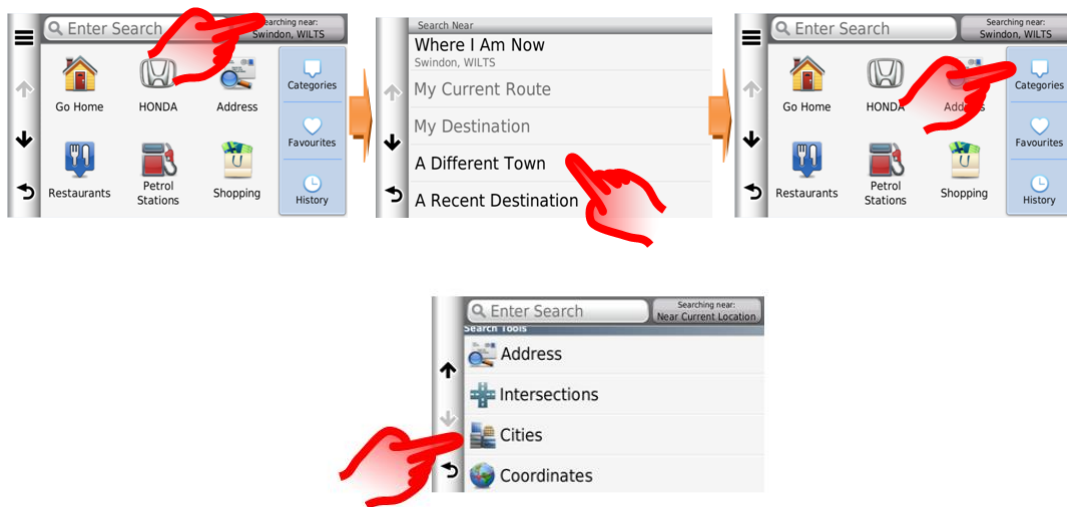 Enter Search
Searching near:
Swindon, WILTS
Go Home
HONDA
Address
Categories
Restaurants
Petrol
Stations
Shopping
Favourites
History
Search Near
Where I Am Now
Swindon, WILTS
My Current Route
My Destination
A Different Town
A Recent Destination
Enter Search
Searching near:
Swindon, WILTS
Go Home
HONDA
Address
Categories
Restaurants
Petrol
Stations
Shopping
Favourites
History
Enter Search
Searching near:
Near Current Location
Search Tools
Address
Intersections
Cities
Coordinates